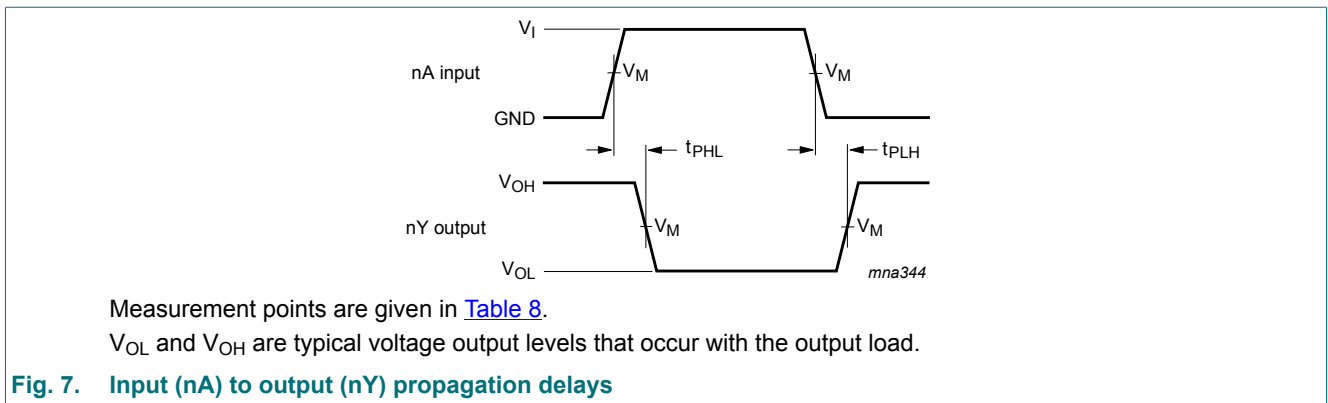 V_I
nA input
V_M
V_M
GND
t_PHL
t_PLH
V_OH
nY output
V_M
V_M
V_OL
mna344
Measurement points are given in Table 8.
V_OL and V_OH are typical voltage output levels that occur with the output load.
Fig. 7. Input (nA) to output (nY) propagation delays